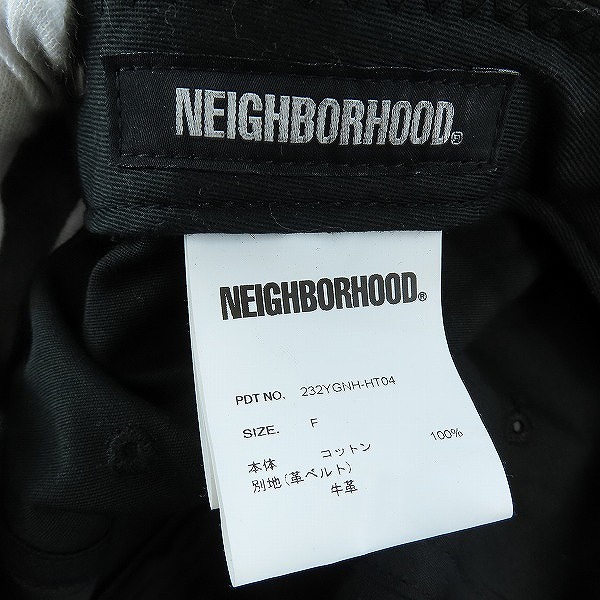 NEIGHBORHOOD®
NEIGHBORHOOD®
PDT NO. 232YGNH-HT04
SIZE. F
本体 コットン 100%
別地(革ベルト)
牛革